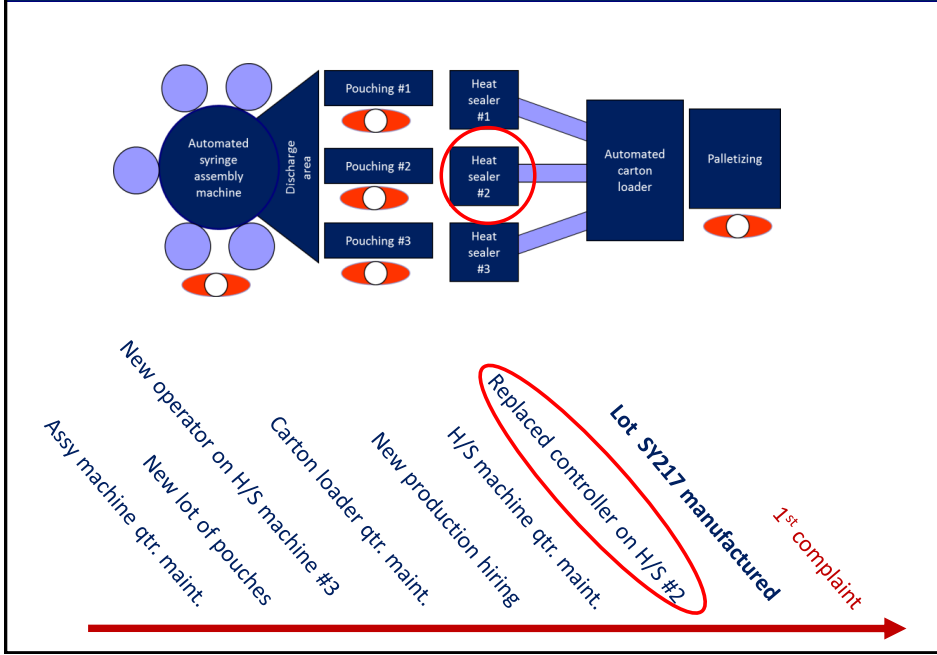 Automated
syringe
assembly
machine
Discharge
area
Pouching #1
Pouching #2
Pouching #3
Heat
sealer
#1
Heat
sealer
#2
Heat
sealer
#3
Automated
carton
loader
Palletizing
Assy machine qtr. maint.
New lot of pouches
New operator on H/S machine #3
Carton loader qtr. maint.
New production hiring
H/S machine qtr. maint.
Replaced controller on H/S #2
Lot SY217 manufactured
1st complaint